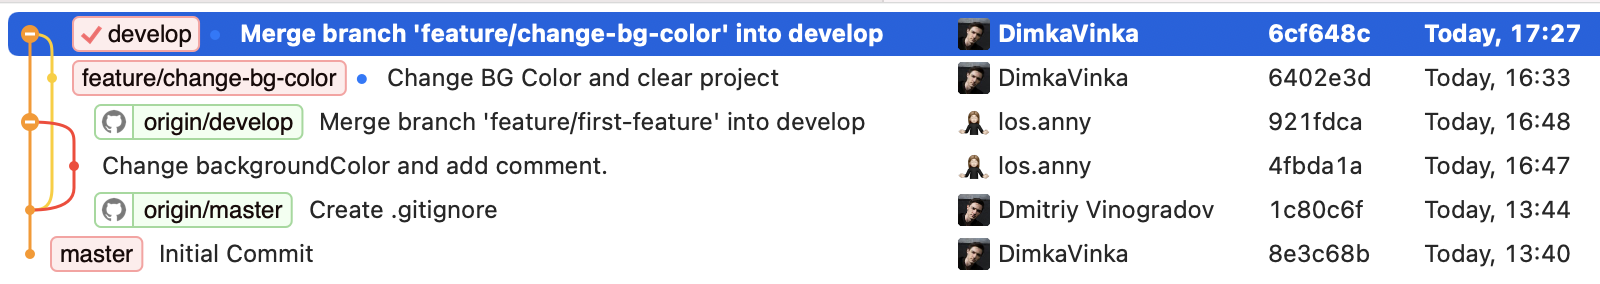 develop Merge branch 'feature/change-bg-color' into develop DimkaVinka 6cf648c Today, 17:27
feature/change-bg-color Change BG Color and clear project DimkaVinka 6402e3d Today, 16:33
origin/develop Merge branch 'feature/first-feature' into develop los.anny 921fdca Today, 16:48
Change backgroundColor and add comment. los.anny 4fbda1a Today, 16:47
origin/master Create .gitignore Dmitriy Vinogradov 1c80c6f Today, 13:44
master Initial Commit DimkaVinka 8e3c68b Today, 13:40